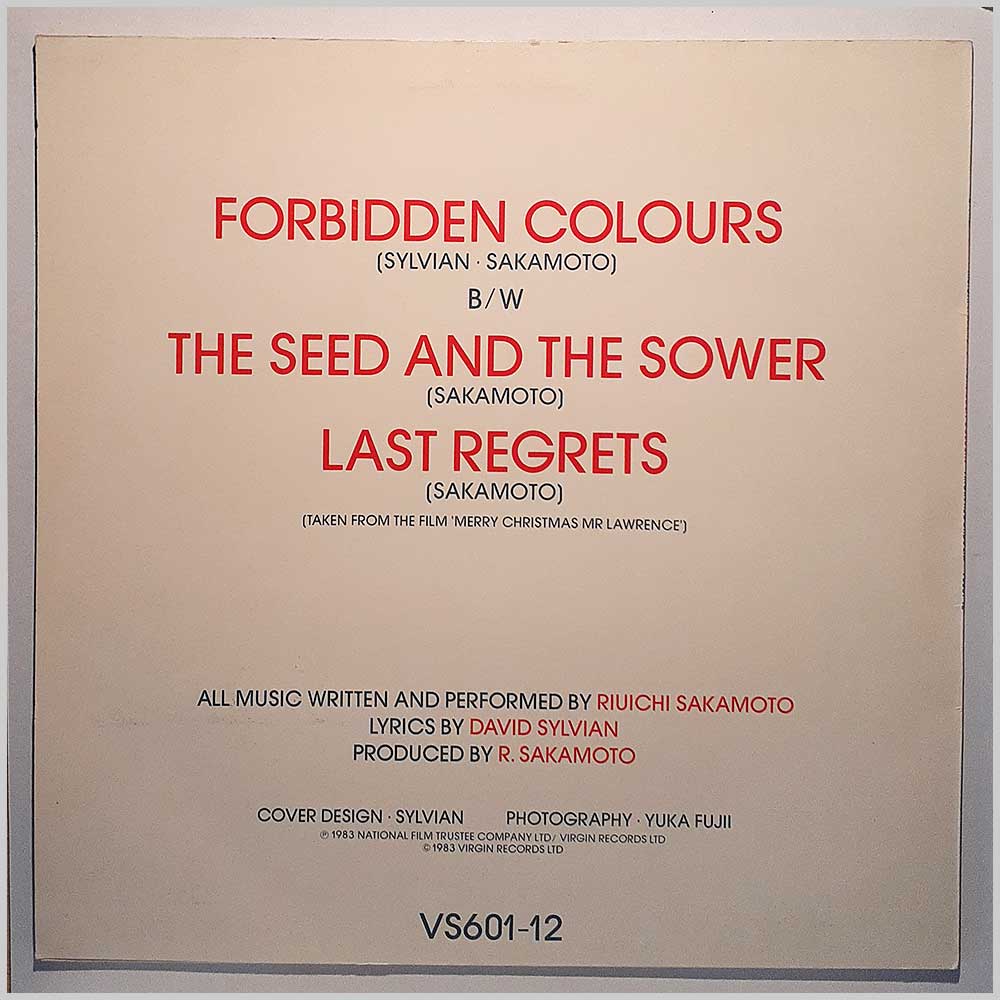 FORBIDDEN COLOURS
(SYLVIAN · SAKAMOTO)
B/W
THE SEED AND THE SOWER
(SAKAMOTO)
LAST REGRETS
(SAKAMOTO)
(TAKEN FROM THE FILM 'MERRY CHRISTMAS MR LAWRENCE')
ALL MUSIC WRITTEN AND PERFORMED BY RIUICHI SAKAMOTO
LYRICS BY DAVID SYLVIAN
PRODUCED BY R. SAKAMOTO
COVER DESIGN · SYLVIAN PHOTOGRAPHY · YUKA FUJII
℗ 1983 NATIONAL FILM TRUSTEE COMPANY LTD/ VIRGIN RECORDS LTD
© 1983 VIRGIN RECORDS LTD
VS601-12